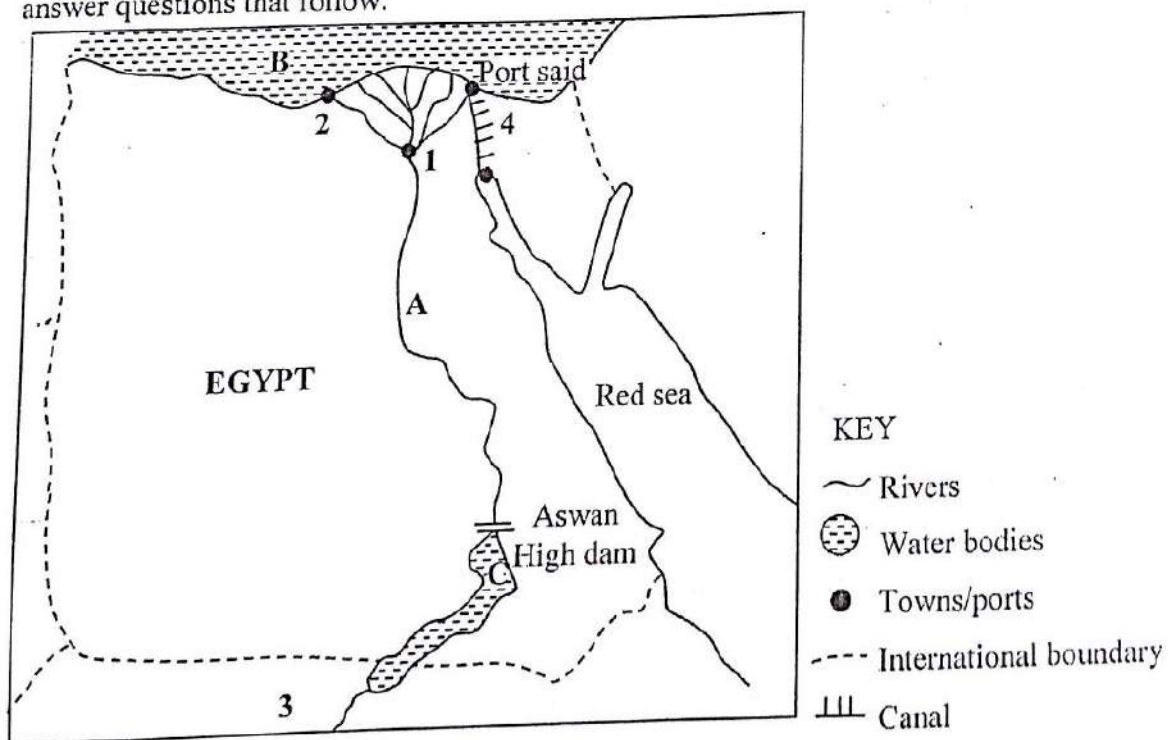 answer questions that follow.
B
Port said
2
4
1
A
EGYPT
Red sea
KEY
Rivers
Aswan
High dam
Water bodies
C
Towns/ports
International boundary
3
Canal